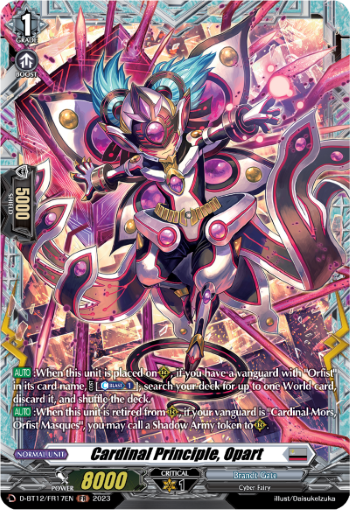 1
GRADE
BOOST
5000
SHIELD
AUTO:When this unit is placed on R, if you have a vanguard with "Orfist"
in its card name, COST [C BLAST 1], search your deck for up to one World card,
discard it, and shuffle the deck.
AUTO:When this unit is retired from R, if your vanguard is "Cardinal Mors,
Orfist Masques", you may call a Shadow Army token to R.
NORMAL UNIT
Cardinal Principle, Opart
POWER 8000
CRITICAL
1
Brandt Gate
Cyber Fairy
D-BT12/FR17EN FR 2023
illust/Daisukelzuka